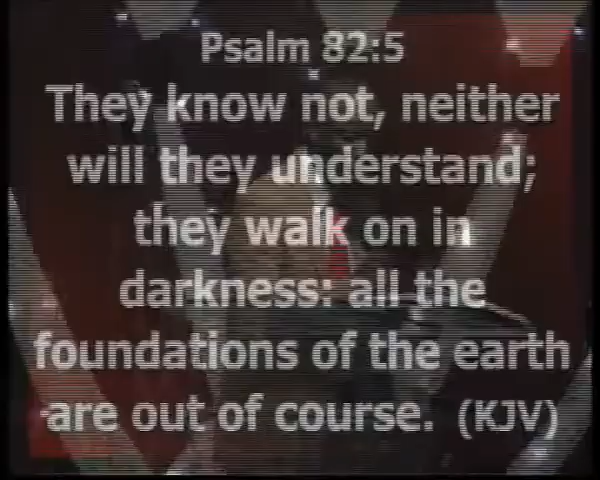 Psalm 82:5
They know not, neither
will they understand;
they walk on in
darkness: all the
foundations of the earth
are out of course. (KJV)